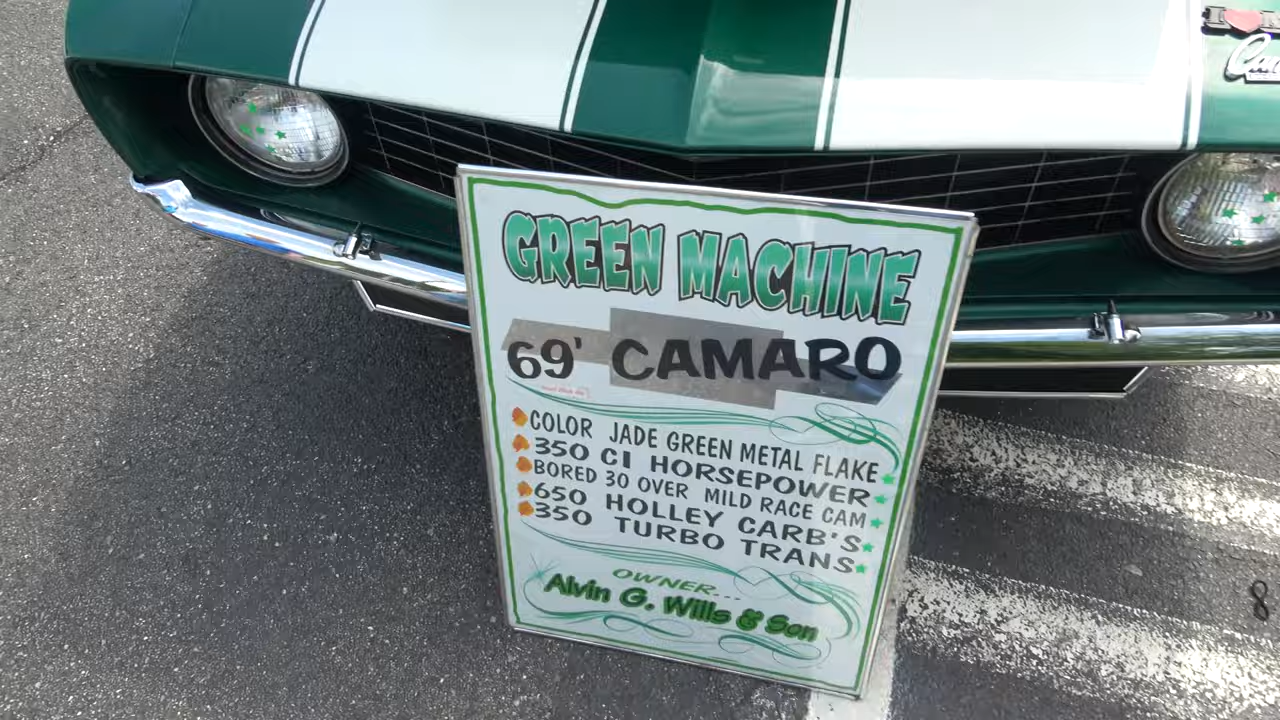 I
GREEN MACHINE
69' CAMARO
COLOR JADE GREEN METAL FLAKE
350 CI HORSEPOWER
BORED 30 OVER MILD RACE CAM
650 HOLLEY CARB'S
350 TURBO TRANS
OWNER...
Alvin G. Wills & Son
8